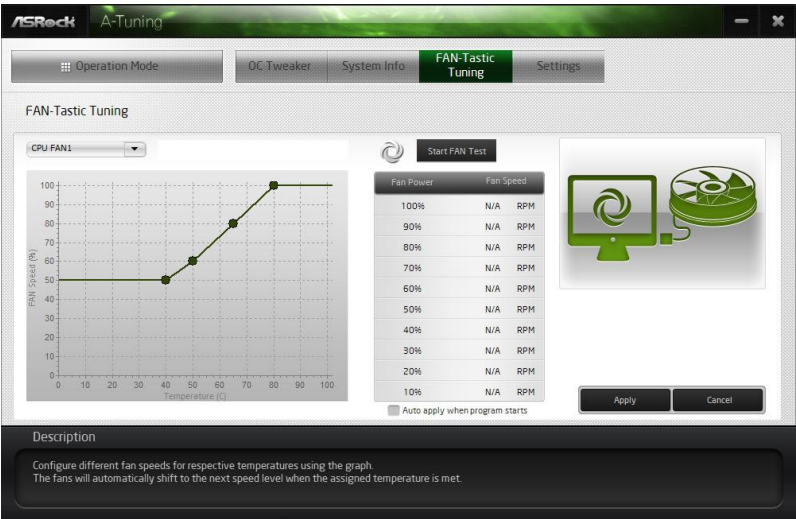 ASRock A-Tuning
Operation Mode OC Tweaker System Info FAN-Tastic Tuning Settings
FAN-Tastic Tuning
CPU FAN1
Start FAN Test
Fan Power Fan Speed
100% N/A RPM
90% N/A RPM
80% N/A RPM
70% N/A RPM
60% N/A RPM
50% N/A RPM
40% N/A RPM
30% N/A RPM
20% N/A RPM
10% N/A RPM
FAN Speed (%)
100
90
80
70
60
50
40
30
20
10
0
0 10 20 30 40 50 60 70 80 90 100
Temperature (C)
Auto apply when program starts
Apply Cancel
Description
Configure different fan speeds for respective temperatures using the graph.
The fans will automatically shift to the next speed level when the assigned temperature is met.